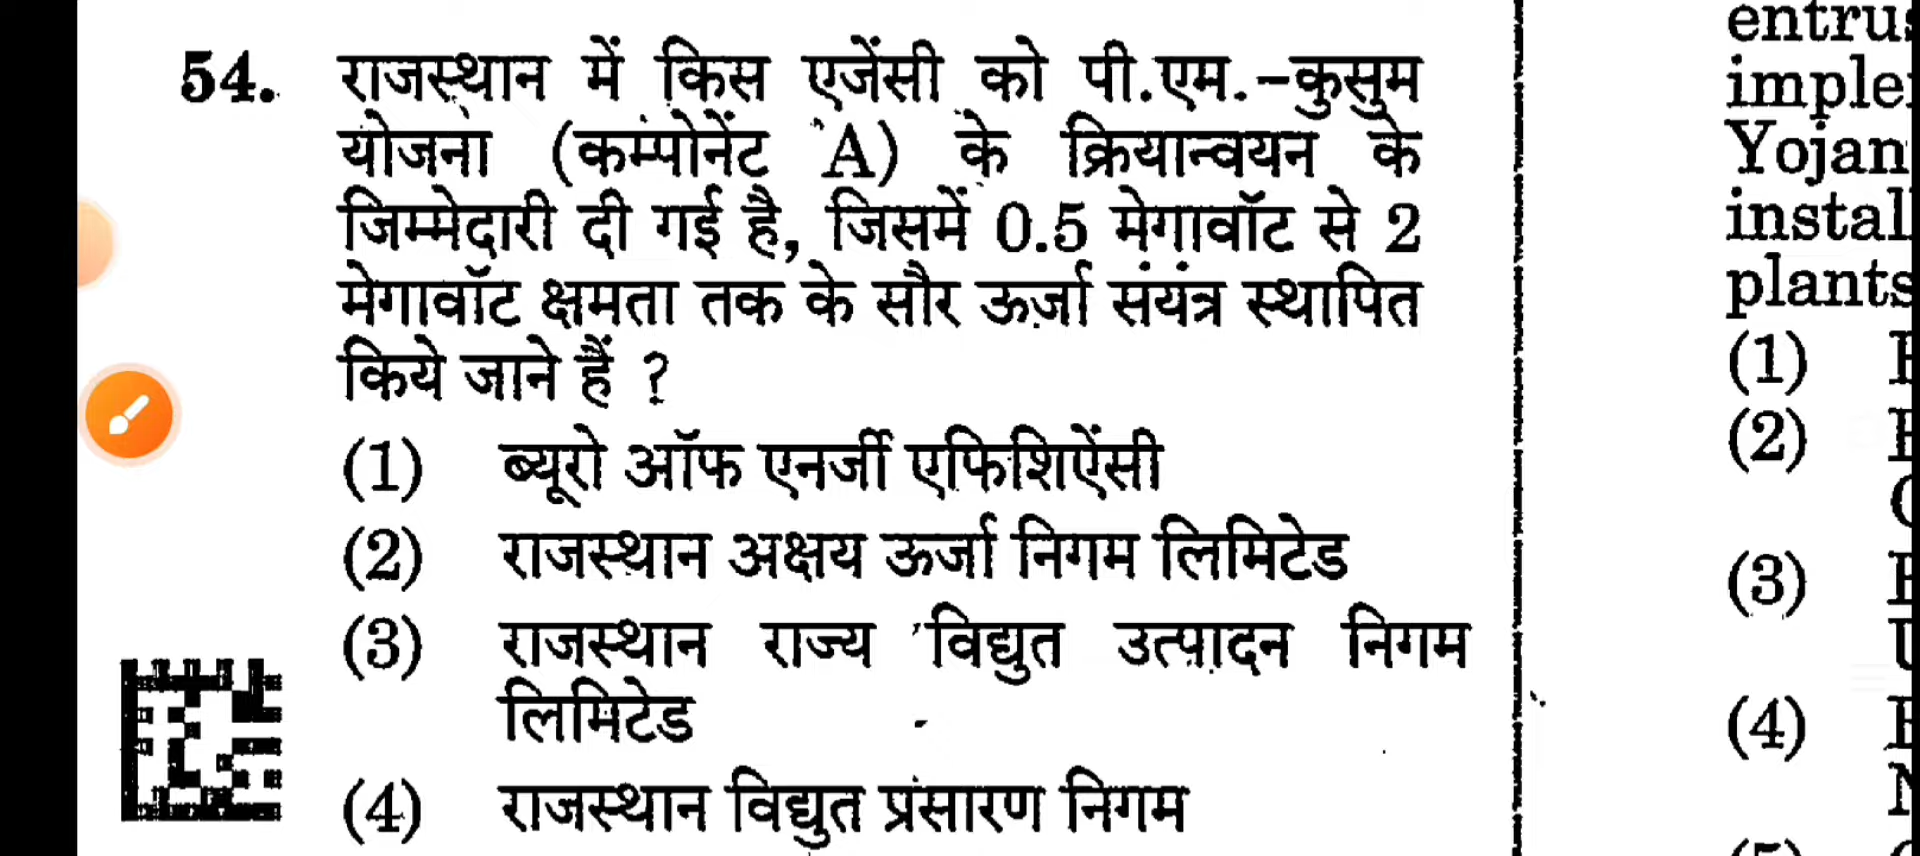 54. राजस्थान में किस एजेंसी को पी.एम.–कुसुम
योजना (कम्पोनेंट A) के क्रियान्वयन के
जिम्मेदारी दी गई है, जिसमें 0.5 मेगावॉट से 2
मेगावॉट क्षमता तक के सौर ऊर्जा संयंत्र स्थापित
किये जाने हैं ?
(1) ब्यूरो ऑफ एनर्जी एफिशिऐंसी
(2) राजस्थान अक्षय ऊर्जा निगम लिमिटेड
(3) राजस्थान राज्य विद्युत उत्पादन निगम
लिमिटेड
(4) राजस्थान विद्युत प्रसारण निगम
Yojan
instal
plants
(1)
(2)
(3)
(4)